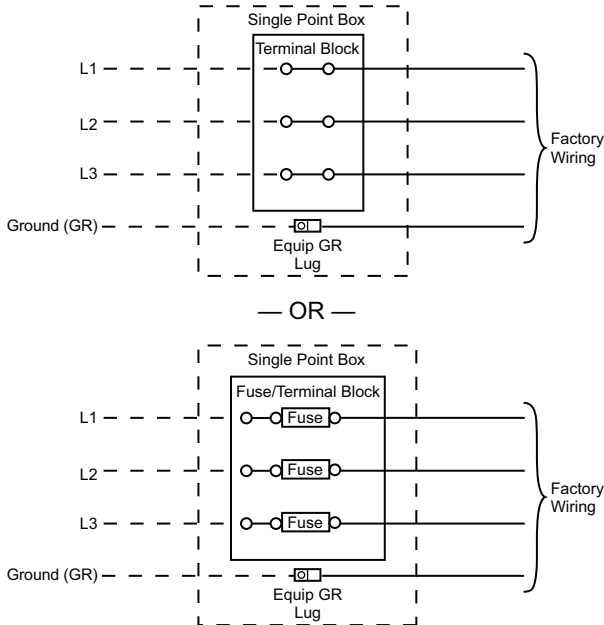 Single Point Box
Terminal Block
L1
L2
L3
Factory
Wiring
Ground (GR)
Equip GR
Lug
— OR —
Single Point Box
Fuse/Terminal Block
L1
Fuse
L2
Fuse
L3
Fuse
Factory
Wiring
Ground (GR)
Equip GR
Lug